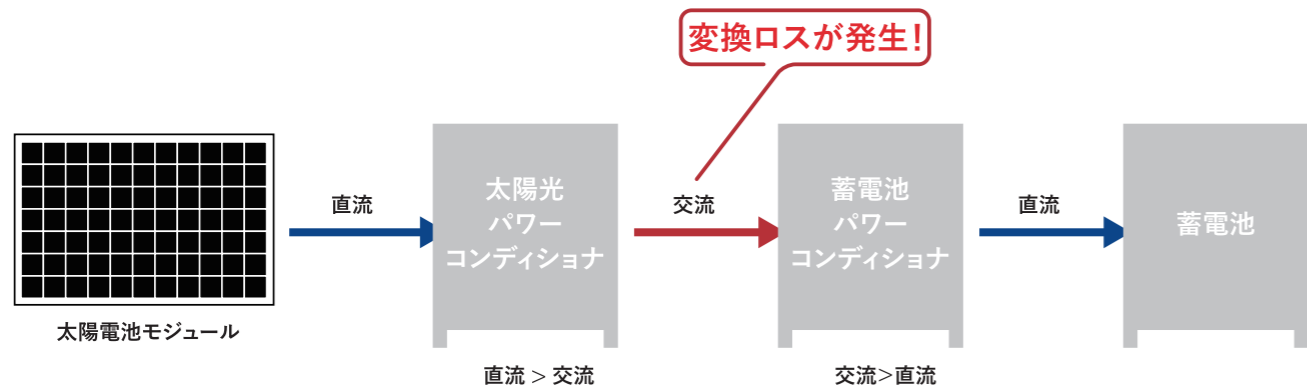 変換ロスが発生!
直流
太陽光
パワー
コンディショナ
交流
蓄電池
パワー
コンディショナ
直流
蓄電池
太陽電池モジュール
直流 > 交流
交流>直流